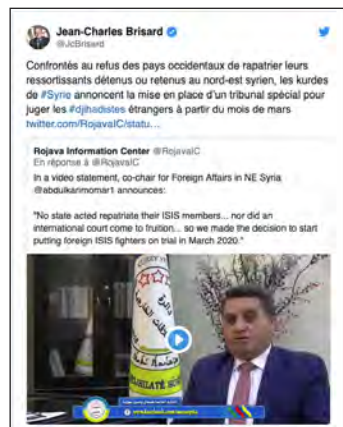 Jean-Charles Brisard
@JcBrisard
Confrontés au refus des pays occidentaux de rapatrier leurs
ressortissants détenus ou retenus au nord-est syrien, les kurdes
de #Syrie annoncent la mise en place d'un tribunal spécial pour
juger les #djihadistes étrangers à partir du mois de mars
twitter.com/RojavaIC/statu…
Rojava Information Center @RojavaIC
En réponse à @RojavaIC
In a video statement, co-chair for Foreign Affairs in NE Syria
@abdulkarimomar1 announces:
"No state acted repatriate their ISIS members... nor did an
international court come to fruition... so we made the decision to start
putting foreign ISIS fighters on trial in March 2020."